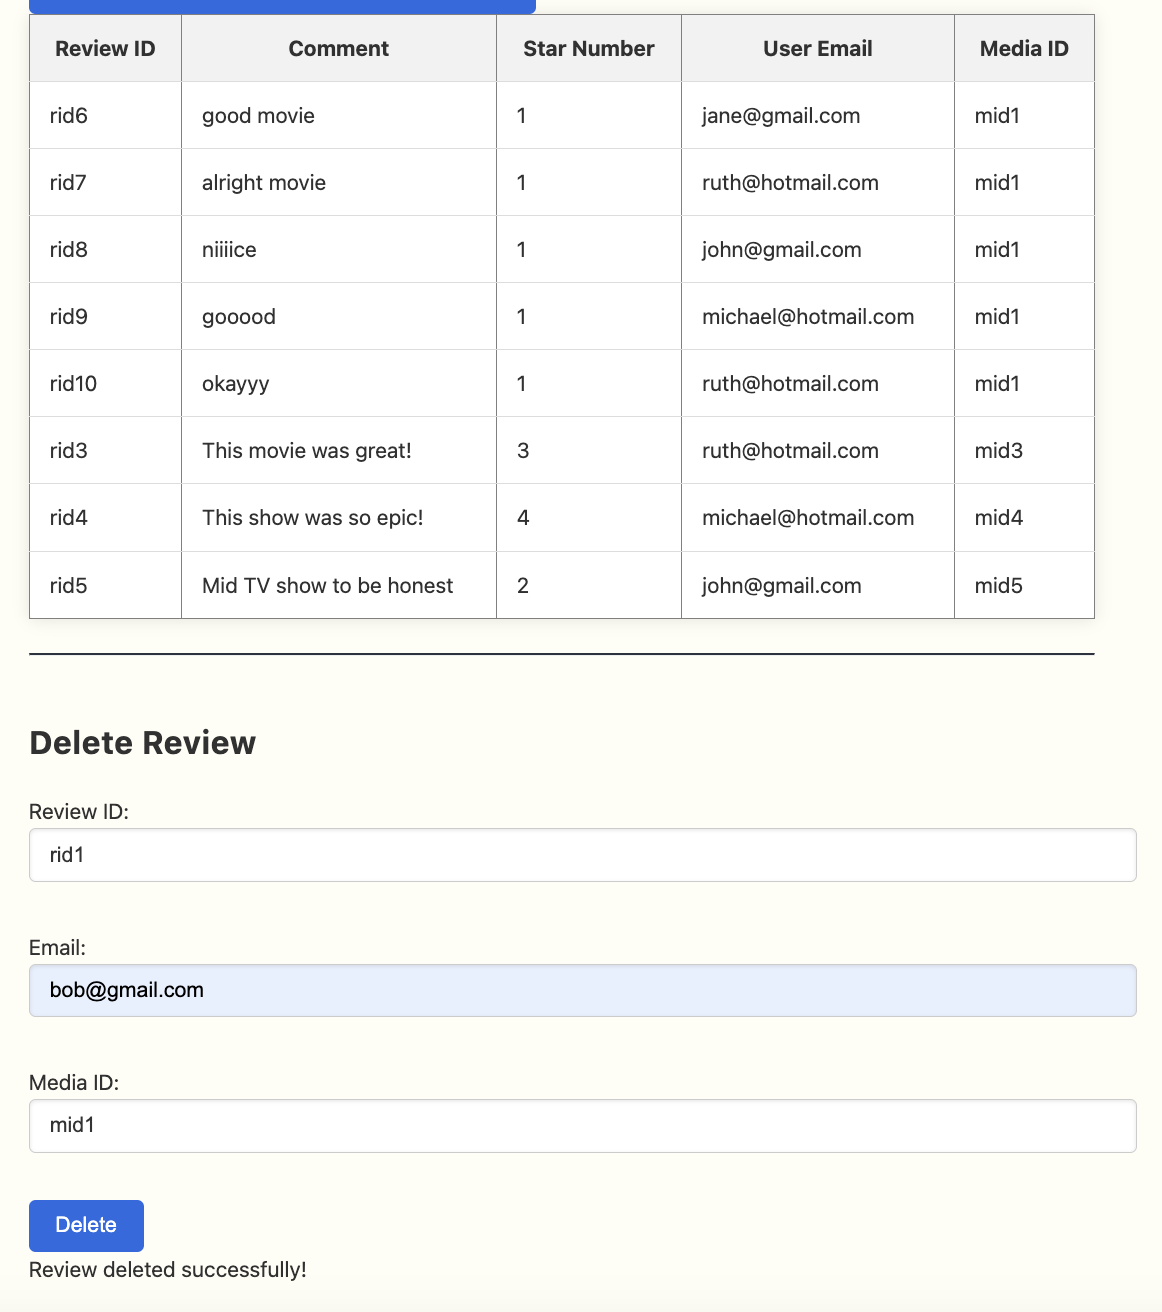 Review ID Comment Star Number User Email Media ID
rid6 good movie 1 jane@gmail.com mid1
rid7 alright movie 1 ruth@hotmail.com mid1
rid8 niiiice 1 john@gmail.com mid1
rid9 gooood 1 michael@hotmail.com mid1
rid10 okayyy 1 ruth@hotmail.com mid1
rid3 This movie was great! 3 ruth@hotmail.com mid3
rid4 This show was so epic! 4 michael@hotmail.com mid4
rid5 Mid TV show to be honest 2 john@gmail.com mid5
Delete Review
Review ID:
rid1
Email:
bob@gmail.com
Media ID:
mid1
Delete
Review deleted successfully!